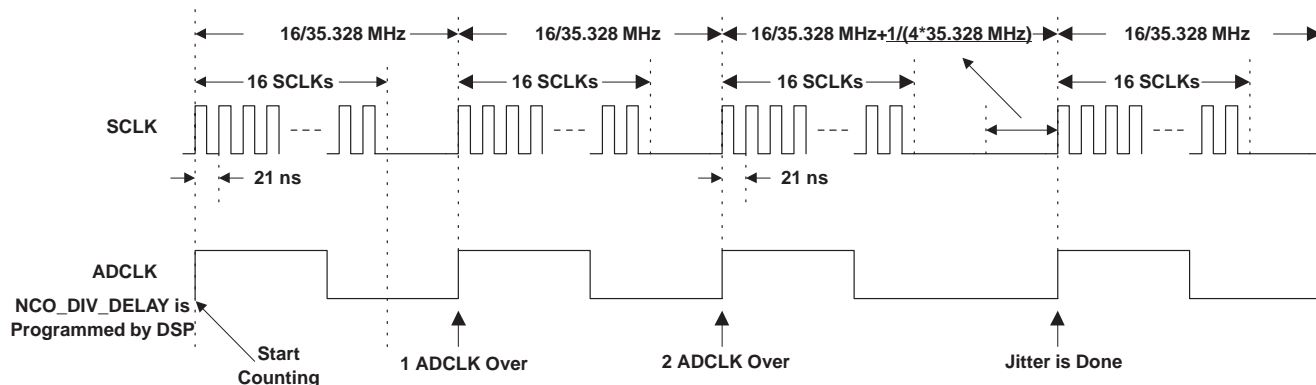 16/35.328 MHz
16/35.328 MHz
16/35.328 MHz+1/(4*35.328 MHz)
16/35.328 MHz
16 SCLKs
16 SCLKs
16 SCLKs
16 SCLKs
SCLK
21 ns
21 ns
ADCLK
NCO_DIV_DELAY is
Programmed by DSP
Start
Counting
1 ADCLK Over
2 ADCLK Over
Jitter is Done